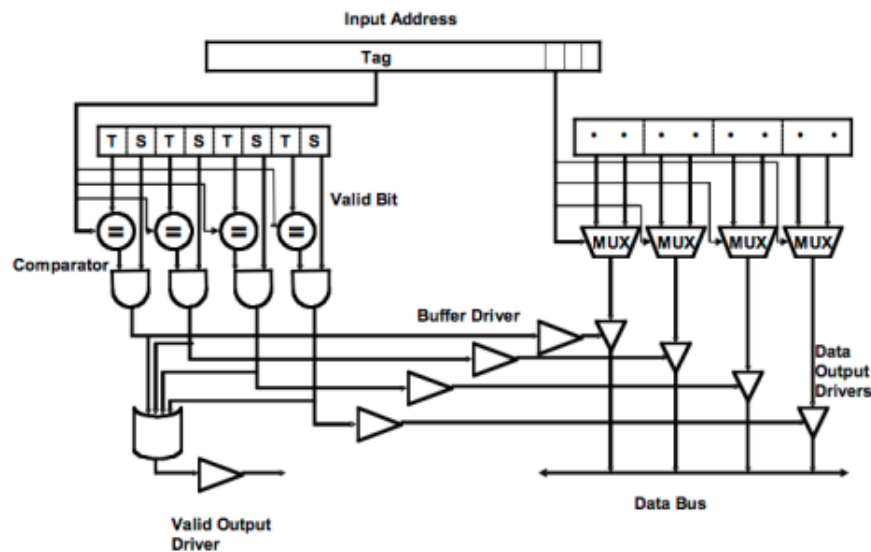 Input Address
Tag
T S T S T S T S
Valid Bit
= = = =
Comparator
MUX MUX MUX MUX
Buffer Driver
Data
Output
Drivers
Data Bus
Valid Output
Driver